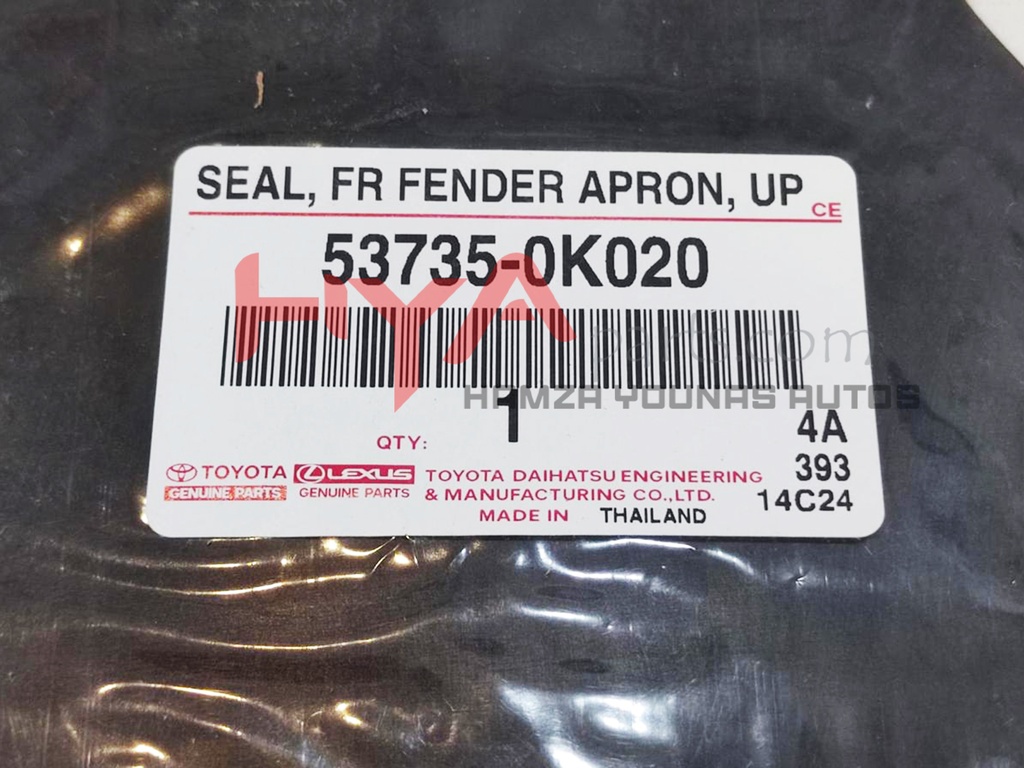 SEAL, FR FENDER APRON, UP
CE
53735-0K020
HYA
parts.com
HAMZA YOUNAS AUTOS
QTY: 1
4A
393
14C24
TOYOTA
GENUINE PARTS
LEXUS
GENUINE PARTS
TOYOTA DAIHATSU ENGINEERING
& MANUFACTURING CO.,LTD.
MADE IN THAILAND